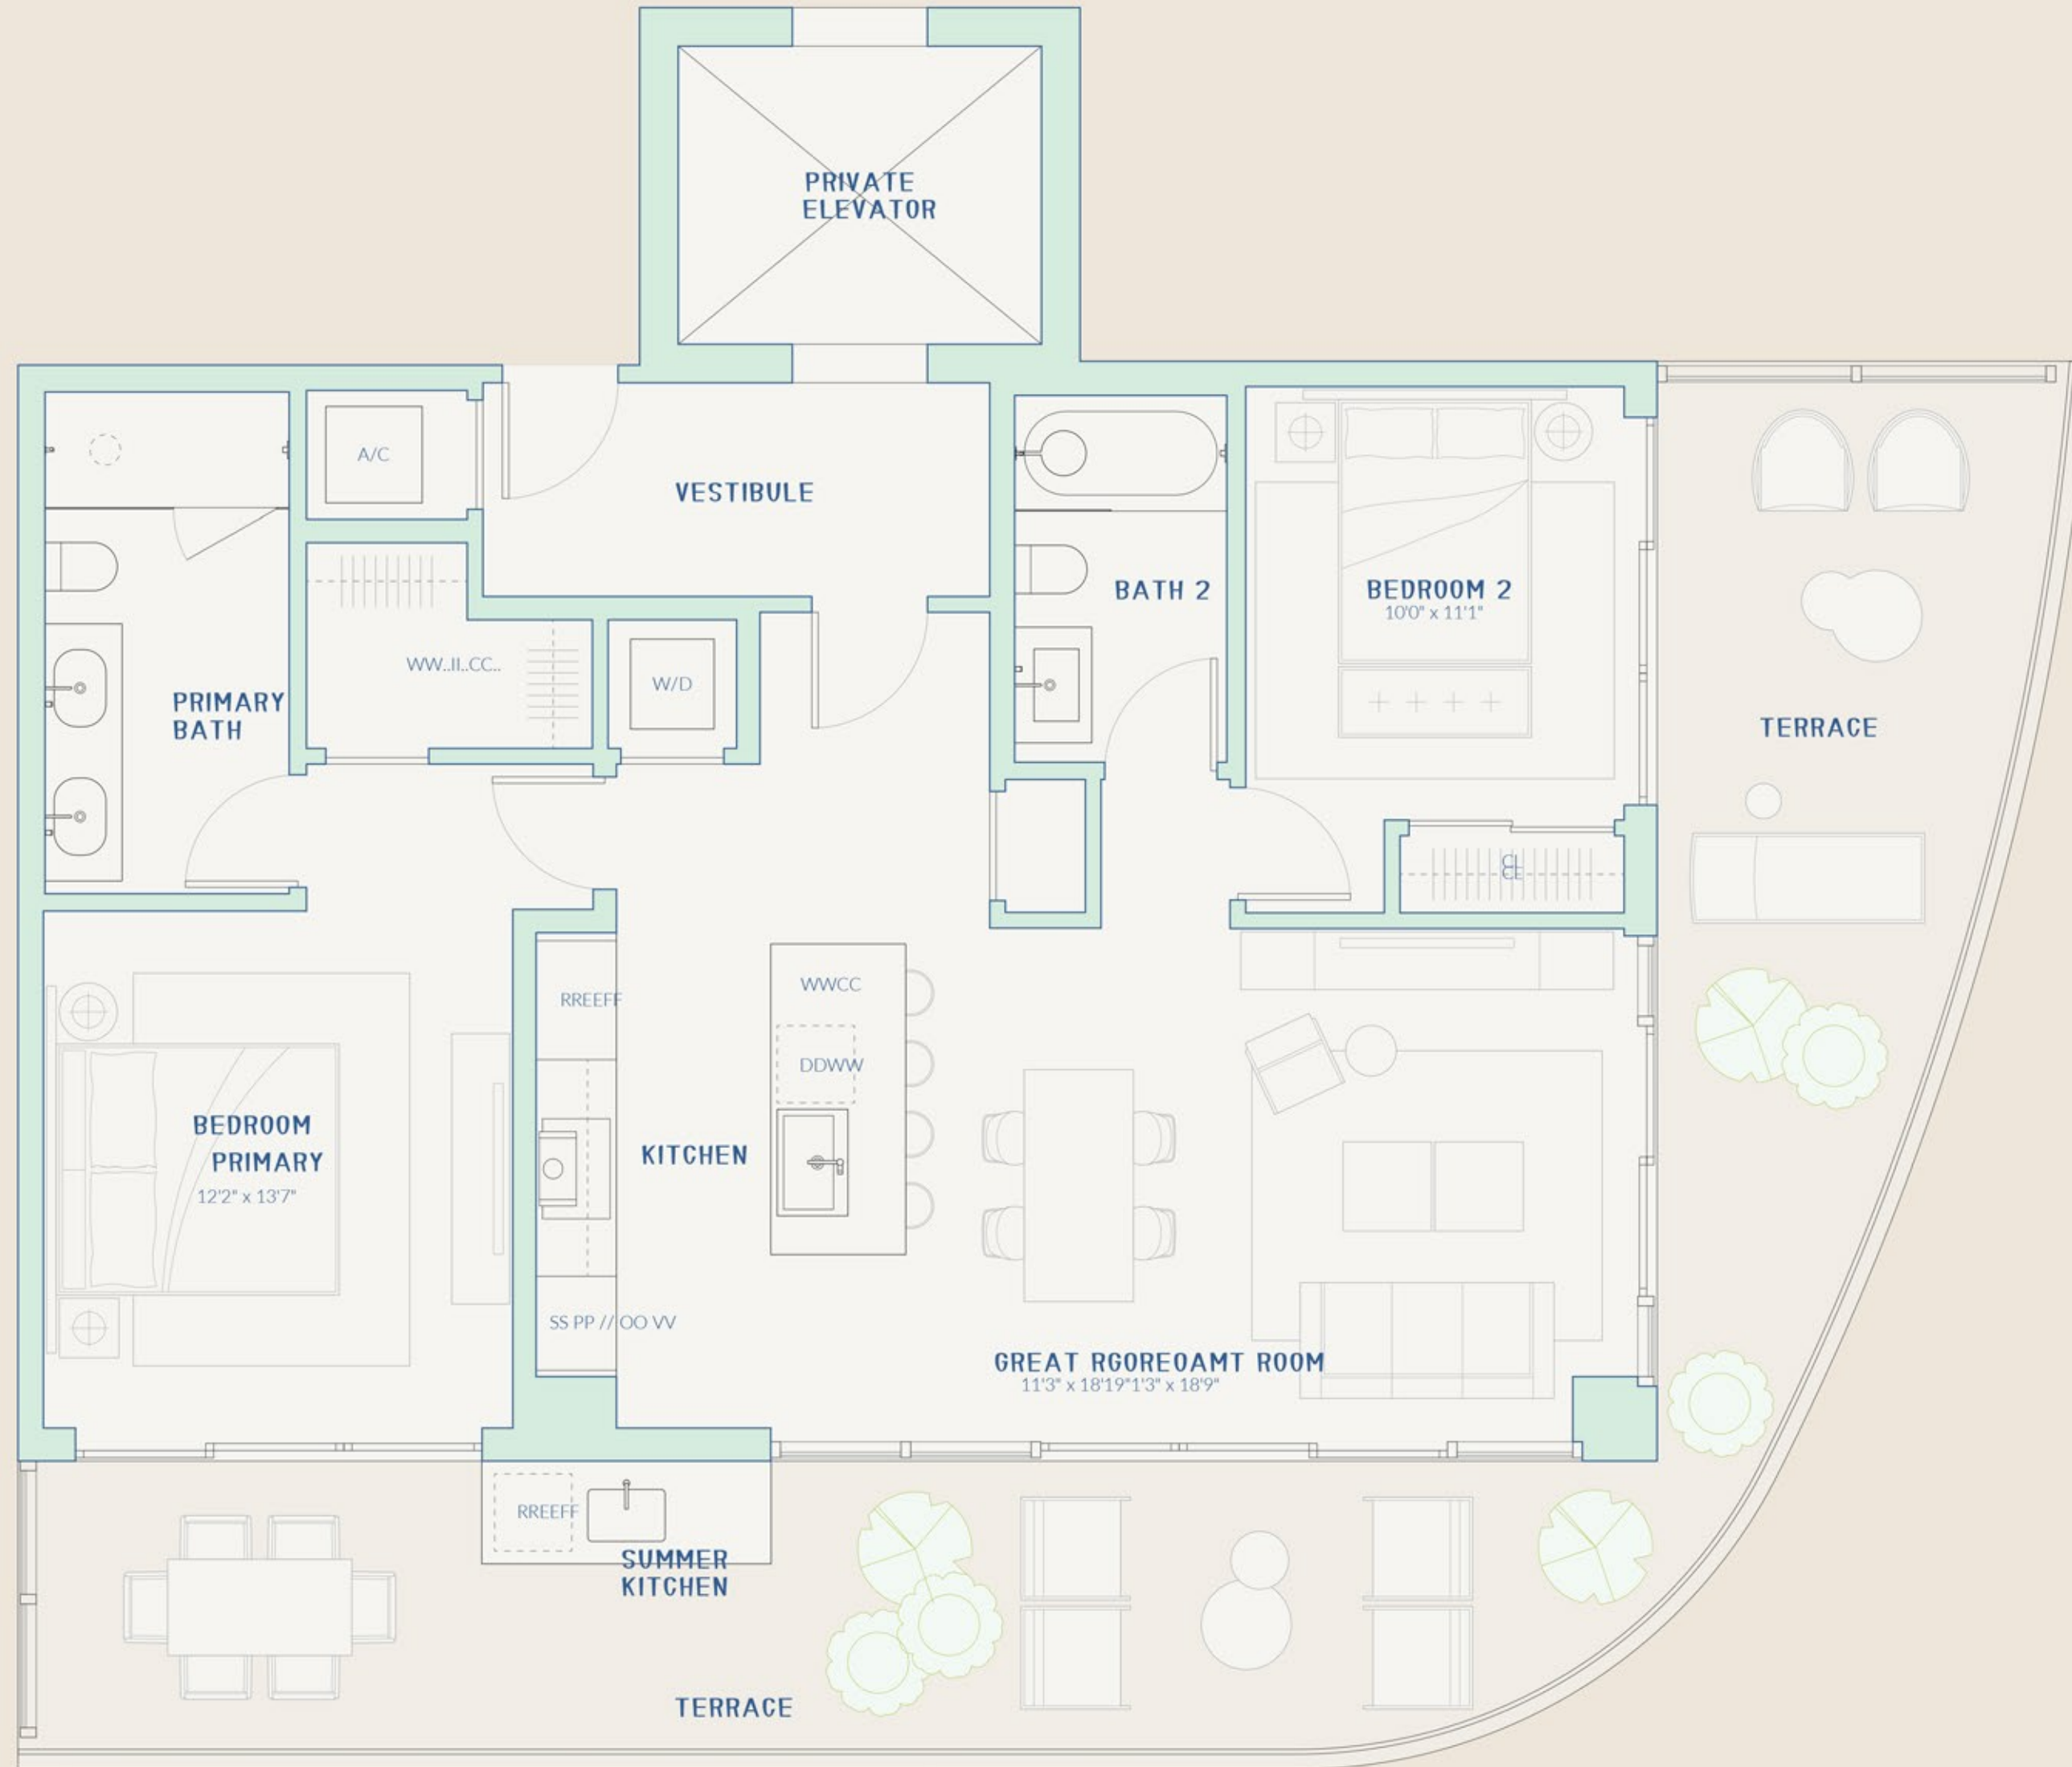 PRIVATE
ELEVATOR
A/C
VESTIBULE
BATH 2
BEDROOM 2
10'0" x 11'1"
WW..II..CC..
W/D
PRIMARY
BATH
TERRACE
CL
CL
WWCC
RREEFF
DDWW
BEDROOM
PRIMARY
12'2" x 13'7"
KITCHEN
SS PP // OO VV
GREAT RGOREOAMT ROOM
11'3" x 18'19"1'3" x 18'9"
RREEFF
SUMMER
KITCHEN
TERRACE